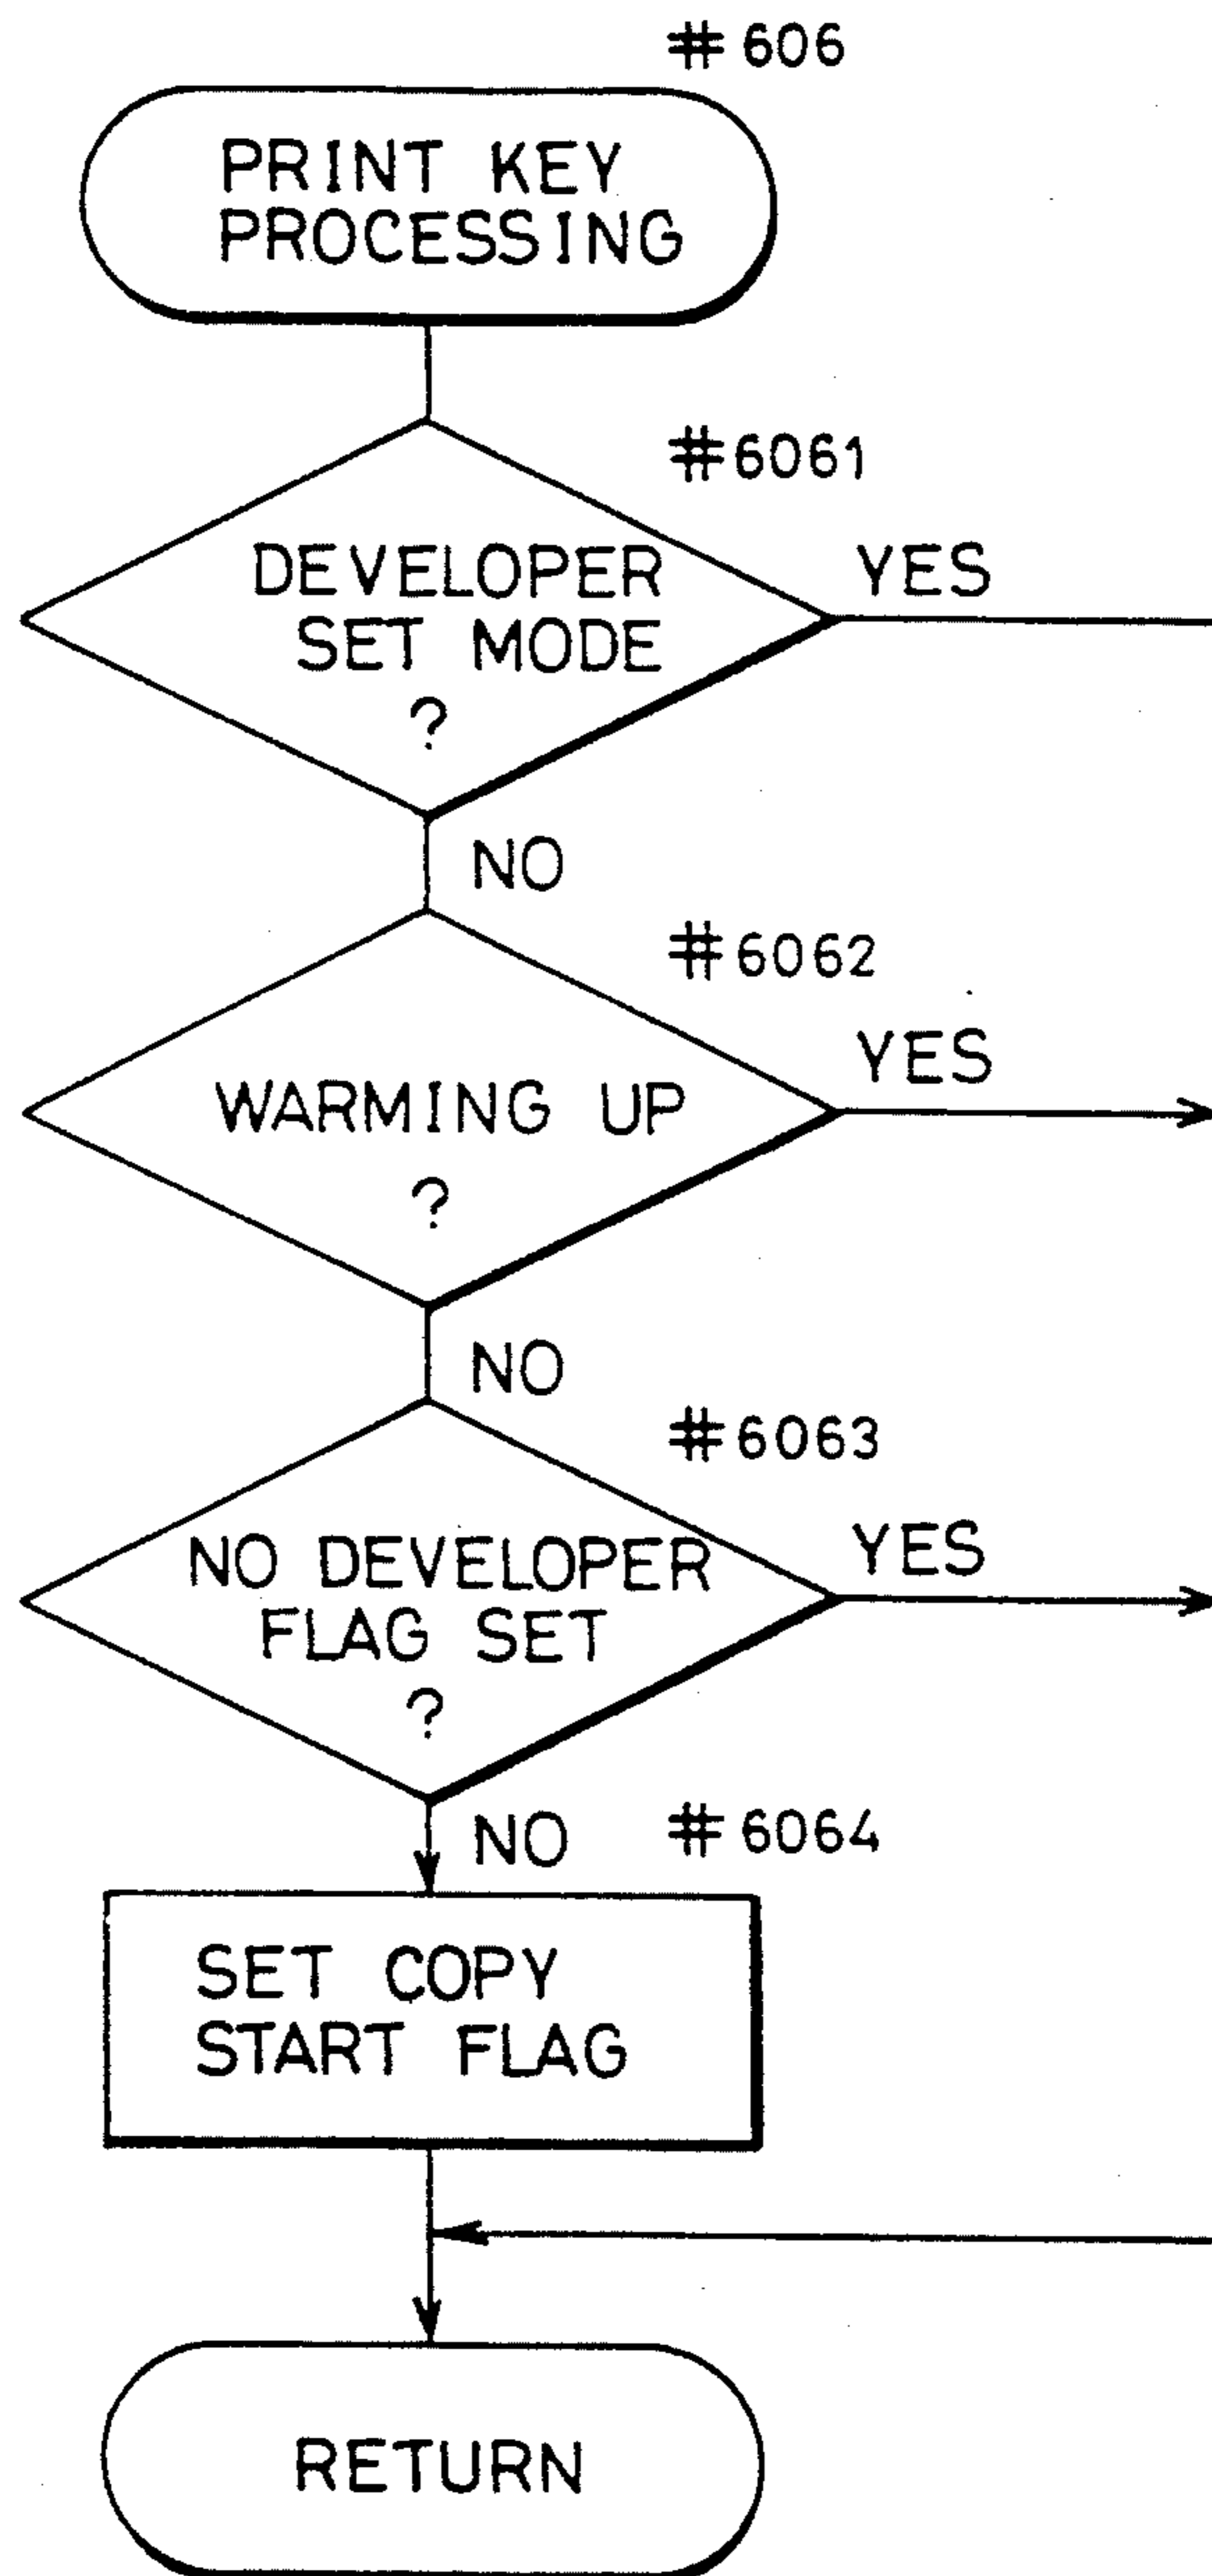 # 606
PRINT KEY
PROCESSING
#6061
DEVELOPER
SET MODE
?
YES
NO
#6062
WARMING UP
?
YES
NO
#6063
NO DEVELOPER
FLAG SET
?
YES
NO
# 6064
SET COPY
START FLAG
RETURN